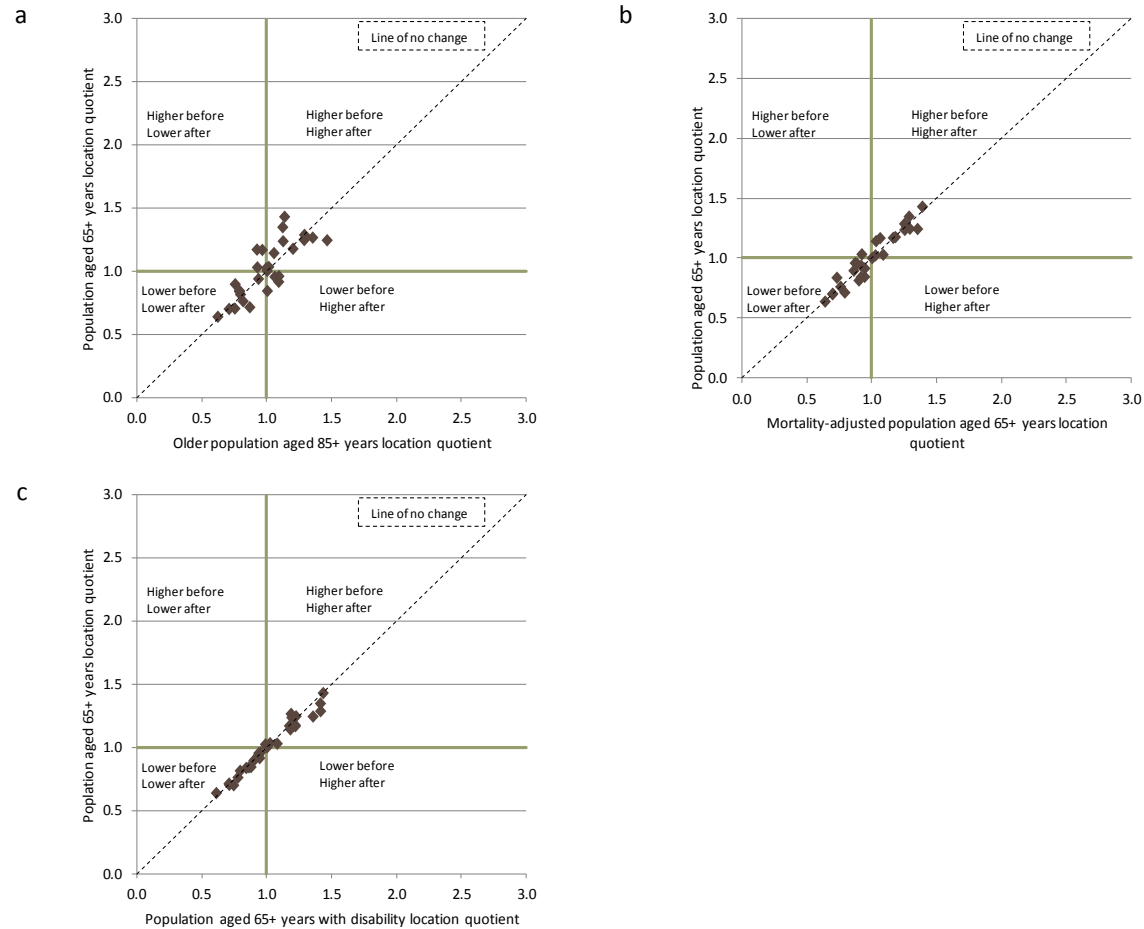 a
Population aged 65+ years location quotient
3.0
2.5
2.0
1.5
1.0
0.5
0.0
Line of no change
Higher before
Lower after
Higher before
Higher after
Lower before
Lower after
Lower before
Higher after
0.0 0.5 1.0 1.5 2.0 2.5 3.0
Older population aged 85+ years location quotient
b
Population aged 65+ years location quotient
3.0
2.5
2.0
1.5
1.0
0.5
0.0
Line of no change
Higher before
Lower after
Higher before
Higher after
Lower before
Lower after
Lower before
Higher after
0.0 0.5 1.0 1.5 2.0 2.5 3.0
Mortality-adjusted population aged 65+ years location
quotient
c
Poplation aged 65+ years location quotient
3.0
2.5
2.0
1.5
1.0
0.5
0.0
Line of no change
Higher before
Lower after
Higher before
Higher after
Lower before
Lower after
Lower before
Higher after
0.0 0.5 1.0 1.5 2.0 2.5 3.0
Population aged 65+ years with disability location quotient